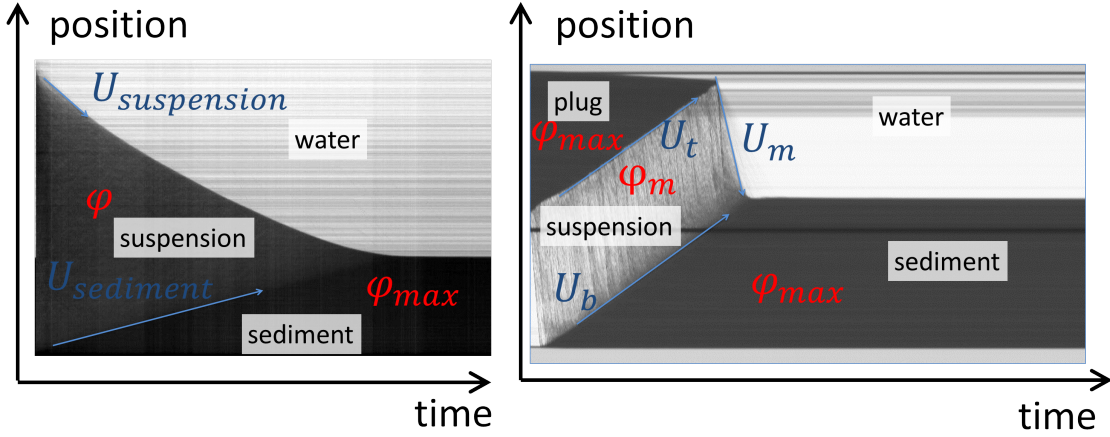 position
U_suspension
water
φ
suspension
U_sediment
φ_max
sediment
time
position
plug
φ_max
U_t
U_m
water
φ_m
suspension
U_b
φ_max
sediment
time